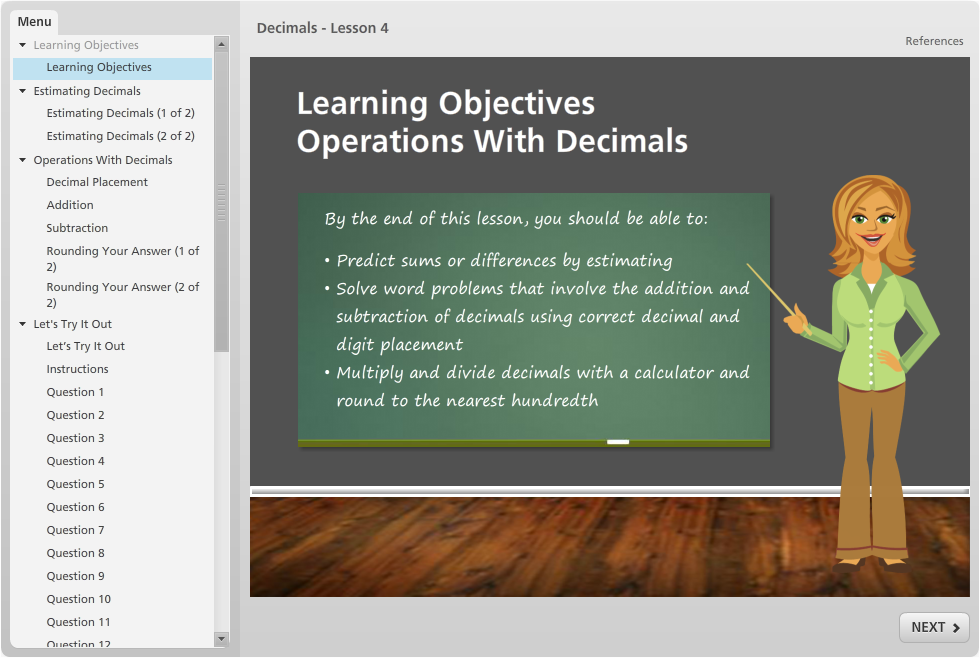 Menu
Learning Objectives
Learning Objectives
Estimating Decimals
Estimating Decimals (1 of 2)
Estimating Decimals (2 of 2)
Operations With Decimals
Decimal Placement
Addition
Subtraction
Rounding Your Answer (1 of
2)
Rounding Your Answer (2 of
2)
Let's Try It Out
Let's Try It Out
Instructions
Question 1
Question 2
Question 3
Question 4
Question 5
Question 6
Question 7
Question 8
Question 9
Question 10
Question 11
Question 12
Decimals - Lesson 4
References
Learning Objectives
Operations With Decimals
By the end of this lesson, you should be able to:
• Predict sums or differences by estimating
• Solve word problems that involve the addition and
subtraction of decimals using correct decimal and
digit placement
• Multiply and divide decimals with a calculator and
round to the nearest hundredth
NEXT